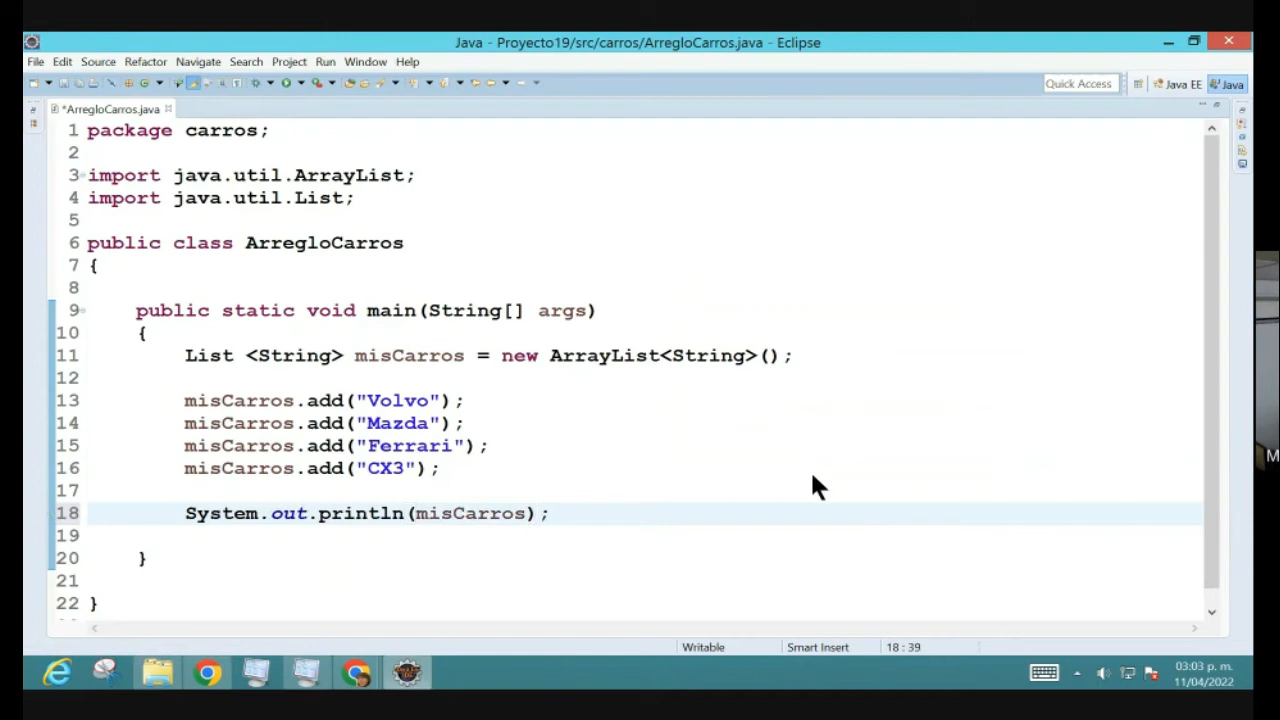 Java - Proyecto19/src/carros/ArregloCarros.java - Eclipse
File Edit Source Refactor Navigate Search Project Run Window Help
Quick Access Java EE Java
*ArregloCarros.java
1 package carros;
2
3 import java.util.ArrayList;
4 import java.util.List;
5
6 public class ArregloCarros
7 {
8
9 public static void main(String[] args)
10 {
11 List <String> misCarros = new ArrayList<String>();
12
13 misCarros.add("Volvo");
14 misCarros.add("Mazda");
15 misCarros.add("Ferrari");
16 misCarros.add("CX3");
17
18 System.out.println(misCarros);
19
20 }
21
22 }
Writable Smart Insert 18 : 39
03:03 p. m.
11/04/2022
M